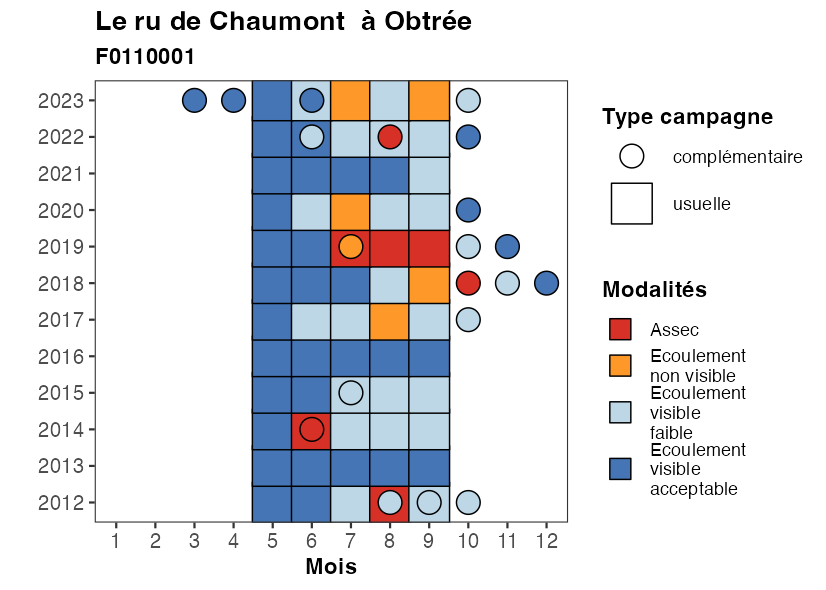 Le ru de Chaumont  à Obtrée
F0110001
2023
2022
2021
2020
2019
2018
2017
2016
2015
2014
2013
2012
1 2 3 4 5 6 7 8 9 10 11 12
Mois
Type campagne
complémentaire
usuelle
Modalités
Assec
Ecoulement
non visible
Ecoulement
visible
faible
Ecoulement
visible
acceptable